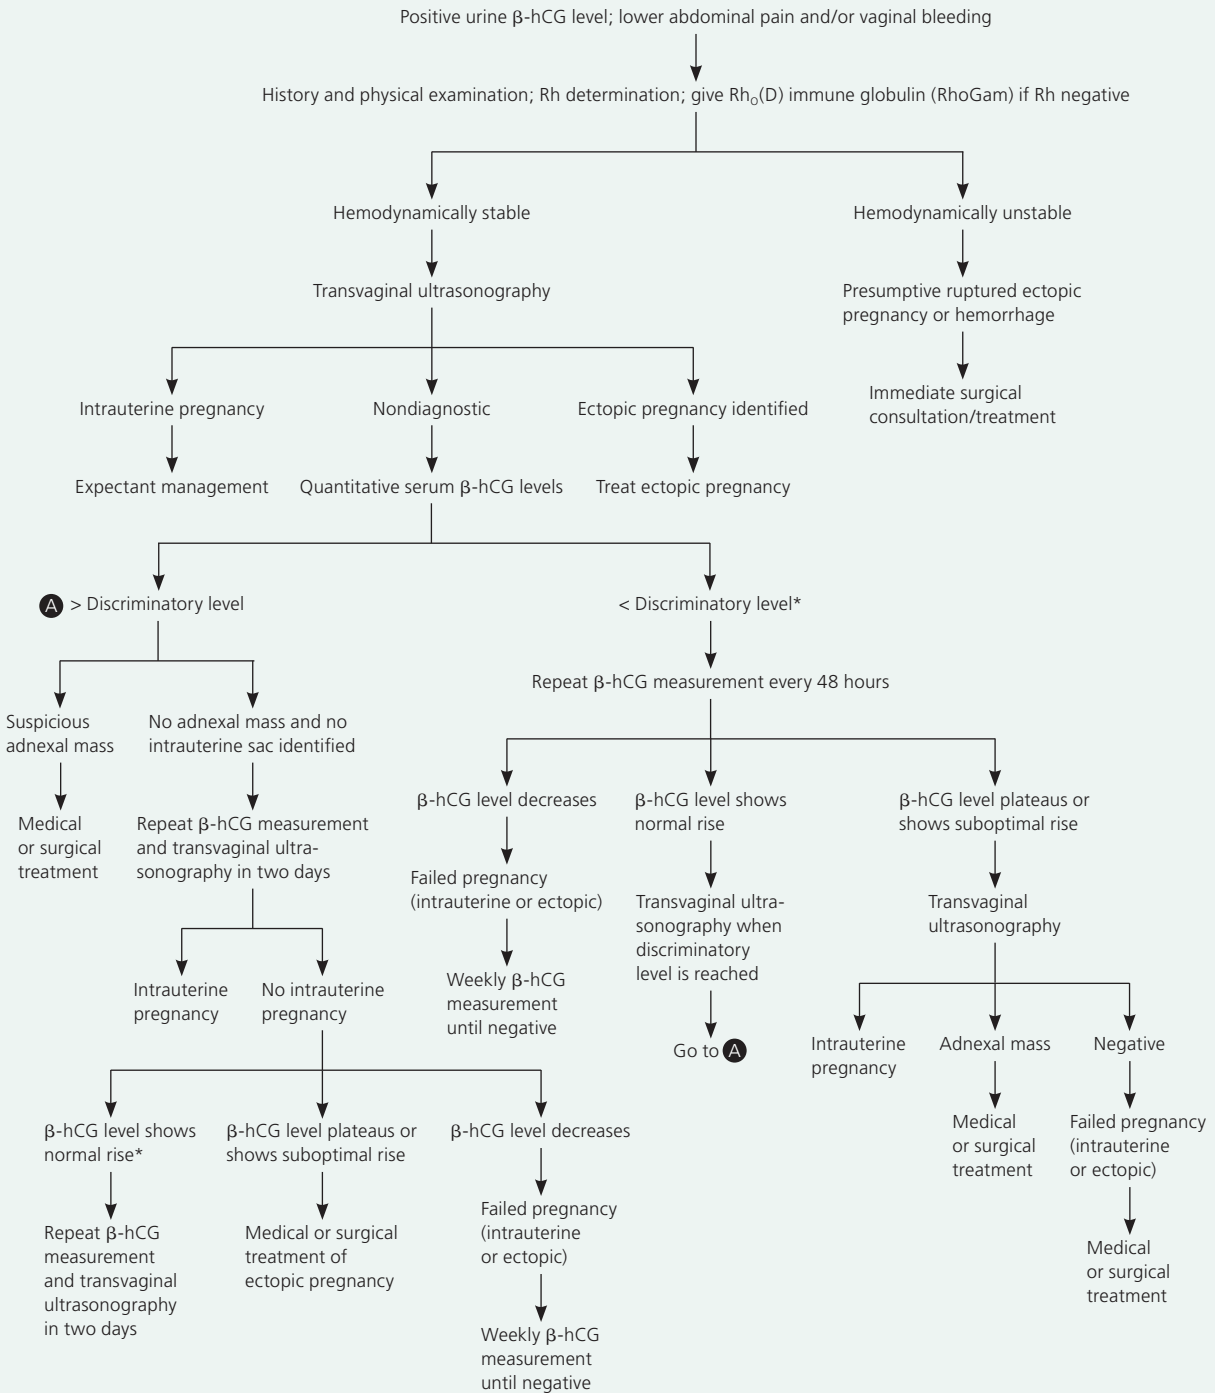 Positive urine β-hCG level; lower abdominal pain and/or vaginal bleeding
History and physical examination; Rh determination; give Rh₀(D) immune globulin (RhoGam) if Rh negative
Hemodynamically stable
Hemodynamically unstable
Transvaginal ultrasonography
Presumptive ruptured ectopic
pregnancy or hemorrhage
Immediate surgical
consultation/treatment
Intrauterine pregnancy
Nondiagnostic
Ectopic pregnancy identified
Expectant management
Quantitative serum β-hCG levels
Treat ectopic pregnancy
A > Discriminatory level
< Discriminatory level*
Repeat β-hCG measurement every 48 hours
Suspicious
adnexal mass
No adnexal mass and no
intrauterine sac identified
Medical
or surgical
treatment
Repeat β-hCG measurement
and transvaginal ultra-
sonography in two days
β-hCG level decreases
β-hCG level shows
normal rise
β-hCG level plateaus or
shows suboptimal rise
Failed pregnancy
(intrauterine or ectopic)
Transvaginal ultra-
sonography when
discriminatory
level is reached
Transvaginal
ultrasonography
Weekly β-hCG
measurement
until negative
Go to A
Intrauterine
pregnancy
No intrauterine
pregnancy
Intrauterine
pregnancy
Adnexal mass
Negative
Medical
or surgical
treatment
Failed pregnancy
(intrauterine
or ectopic)
Medical
or surgical
treatment
β-hCG level shows
normal rise*
β-hCG level plateaus or
shows suboptimal rise
β-hCG level decreases
Repeat β-hCG
measurement
and transvaginal
ultrasonography
in two days
Medical or surgical
treatment of
ectopic pregnancy
Failed pregnancy
(intrauterine
or ectopic)
Weekly β-hCG
measurement
until negative